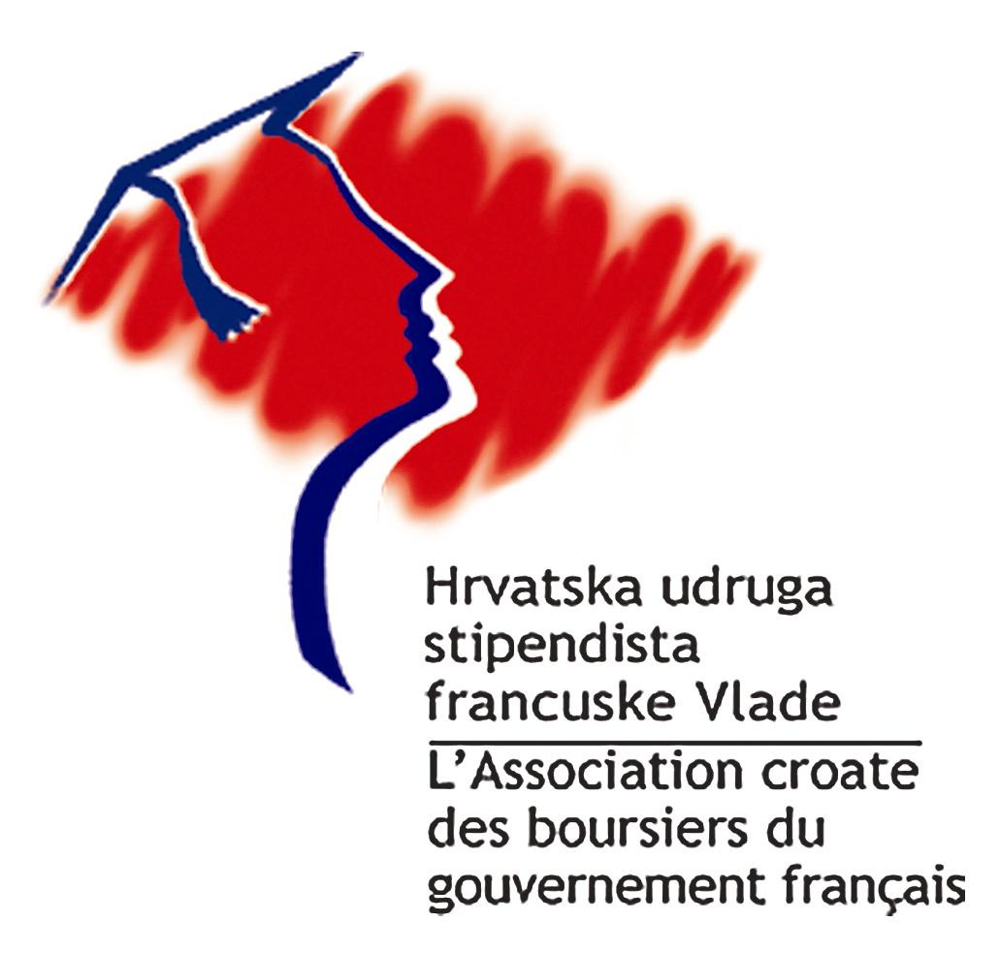 Hrvatska udruga
stipendista
francuske Vlade
L'Association croate
des boursiers du
gouvernement français